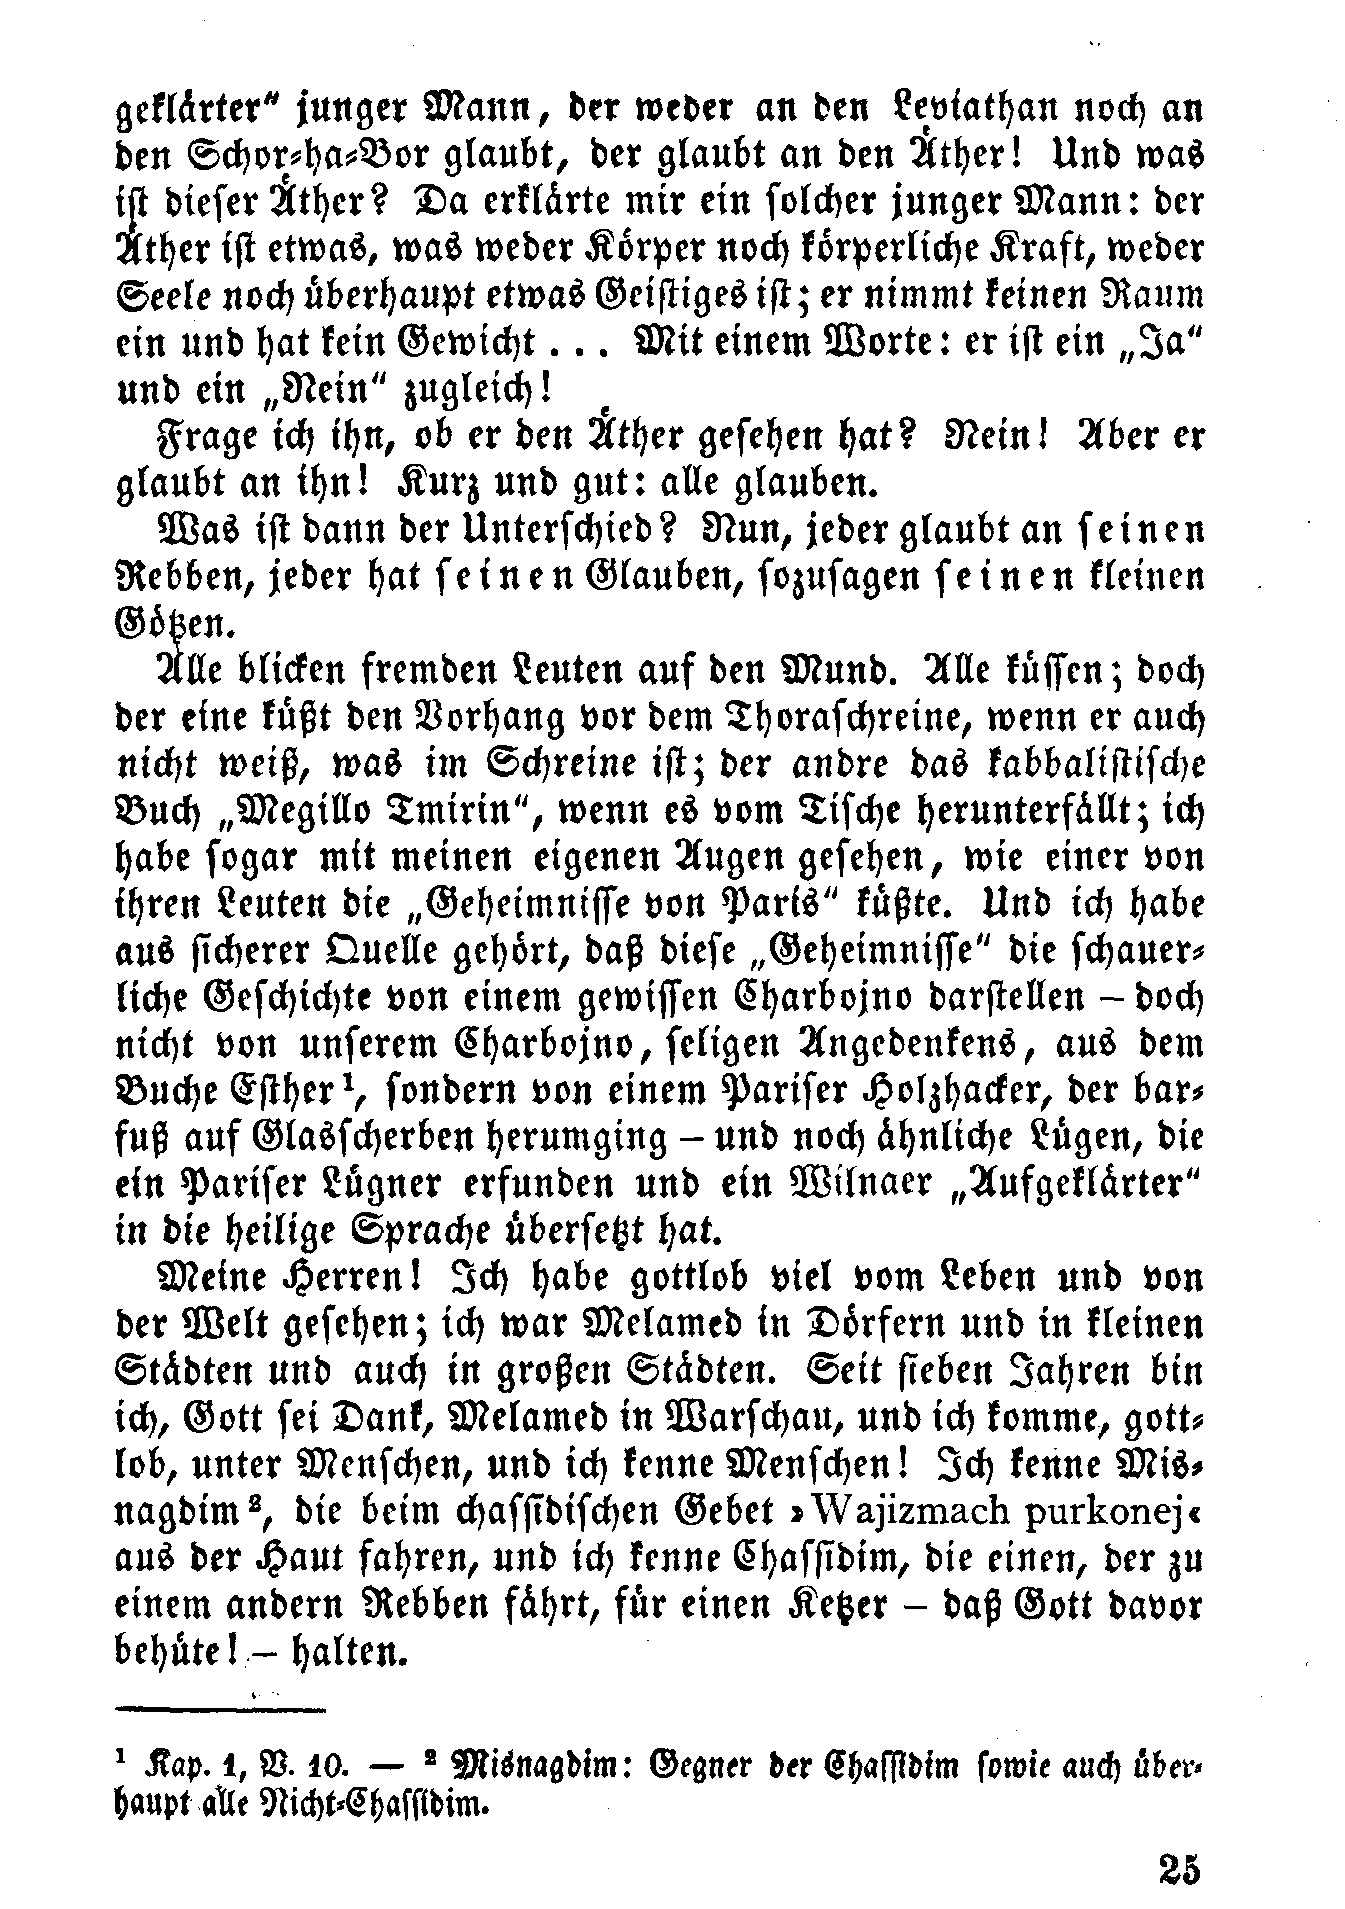 geklärter“ junger Mann, der weder an den Leviathan noch an
den Schor-ha-Bor glaubt, der glaubt an den Äther! Und was
ist dieser Äther? Da erklärte mir ein solcher junger Mann: der
Äther ist etwas, was weder Körper noch körperliche Kraft, weder
Seele noch überhaupt etwas Geistiges ist; er nimmt keinen Raum
ein und hat kein Gewicht . . . Mit einem Worte: er ist ein „Ja“
und ein „Nein“ zugleich!
Frage ich ihn, ob er den Äther gesehen hat? Nein! Aber er
glaubt an ihn! Kurz und gut: alle glauben.
Was ist dann der Unterschied? Nun, jeder glaubt an seinen
Rebben, jeder hat seinen Glauben, sozusagen seinen kleinen
Götzen.
Alle blicken fremden Leuten auf den Mund. Alle küssen; doch
der eine küßt den Vorhang vor dem Thoraschreine, wenn er auch
nicht weiß, was im Schreine ist; der andre das kabbalistische
Buch „Megillo Tmirin“, wenn es vom Tische herunterfällt; ich
habe sogar mit meinen eigenen Augen gesehen, wie einer von
ihren Leuten die „Geheimnisse von Paris“ küßte. Und ich habe
aus sicherer Quelle gehört, daß diese „Geheimnisse“ die schauer-
liche Geschichte von einem gewissen Charbojno darstellen – doch
nicht von unserem Charbojno, seligen Angedenkens, aus dem
Buche Esther¹, sondern von einem Pariser Holzhacker, der bar-
fuß auf Glasscherben herumging – und noch ähnliche Lügen, die
ein Pariser Lügner erfunden und ein Wilnaer „Aufgeklärter“
in die heilige Sprache übersetzt hat.
Meine Herren! Ich habe gottlob viel vom Leben und von
der Welt gesehen; ich war Melamed in Dörfern und in kleinen
Städten und auch in großen Städten. Seit sieben Jahren bin
ich, Gott sei Dank, Melamed in Warschau, und ich komme, gott-
lob, unter Menschen, und ich kenne Menschen! Ich kenne Mis-
nagdim², die beim chassidischen Gebet »Wajizmach purkonej«
aus der Haut fahren, und ich kenne Chassidim, die einen, der zu
einem andern Rebben fährt, für einen Ketzer – daß Gott davor
behüte! – halten.
¹ Kap. 1, V. 10. — ² Misnagdim: Gegner der Chassidim sowie auch über-
haupt alle Nicht-Chassidim.
25